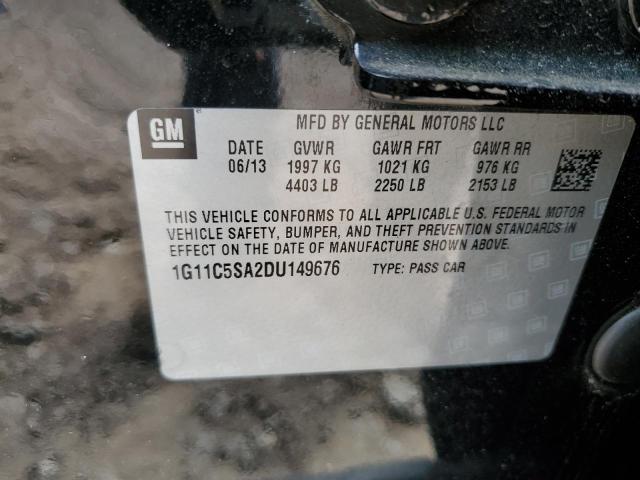 GM
MFD BY GENERAL MOTORS LLC
DATE GVWR GAWR FRT GAWR RR
06/13 1997 KG 1021 KG 976 KG
4403 LB 2250 LB 2153 LB
THIS VEHICLE CONFORMS TO ALL APPLICABLE U.S. FEDERAL MOTOR
VEHICLE SAFETY, BUMPER, AND THEFT PREVENTION STANDARDS IN
EFFECT ON THE DATE OF MANUFACTURE SHOWN ABOVE.
1G11C5SA2DU149676 TYPE: PASS CAR